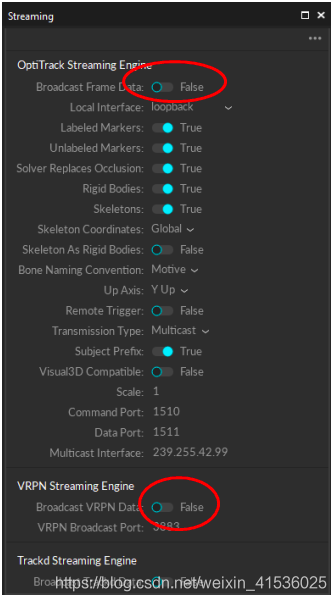 Streaming
OptiTrack Streaming Engine
Broadcast Frame Data: False
Local Interface: loopback
Labeled Markers: True
Unlabeled Markers: True
Solver Replaces Occlusion: True
Rigid Bodies: True
Skeletons: True
Skeleton Coordinates: Global
Skeleton As Rigid Bodies: False
Bone Naming Convention: Motive
Up Axis: Y Up
Remote Trigger: False
Transmission Type: Multicast
Subject Prefix: True
Visual3D Compatible: False
Scale: 1
Command Port: 1510
Data Port: 1511
Multicast Interface: 239.255.42.99
VRPN Streaming Engine
Broadcast VRPN Data: False
VRPN Broadcast Port: 3883
Trackd Streaming Engine
Broadcast Trackd Data: False
https://blog.csdn.net/weixin_41536025